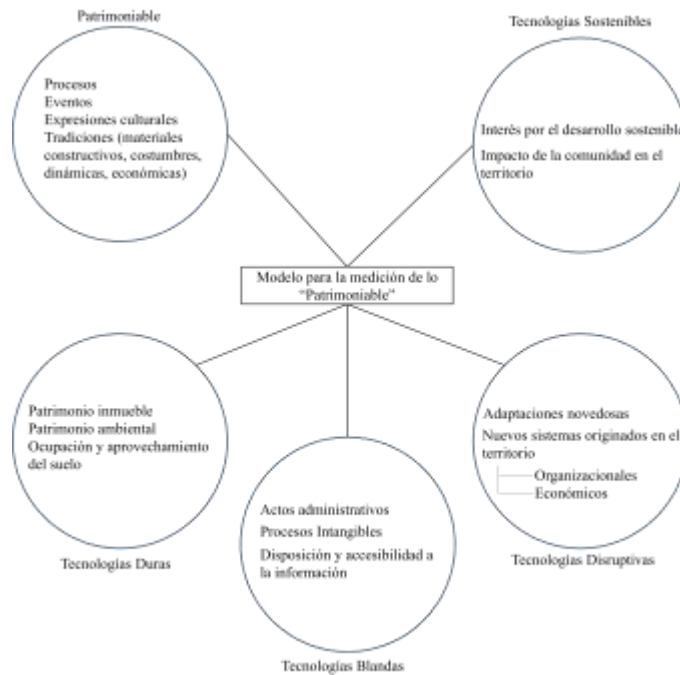 Patrimoniable
Procesos
Eventos
Expresiones culturales
Tradiciones (materiales
constructivos, costumbres,
dinámicas, económicas)
Tecnologías Sostenibles
Interés por el desarrollo sostenible
Impacto de la comunidad en el
territorio
Modelo para la medición de lo
“Patrimoniable”
Patrimonio inmueble
Patrimonio ambiental
Ocupación y aprovechamiento
del suelo
Tecnologías Duras
Actos administrativos
Procesos Intangibles
Disposición y accesibilidad a
la información
Tecnologías Blandas
Adaptaciones novedosas
Nuevos sistemas originados en el
territorio
Organizacionales
Económicos
Tecnologías Disruptivas